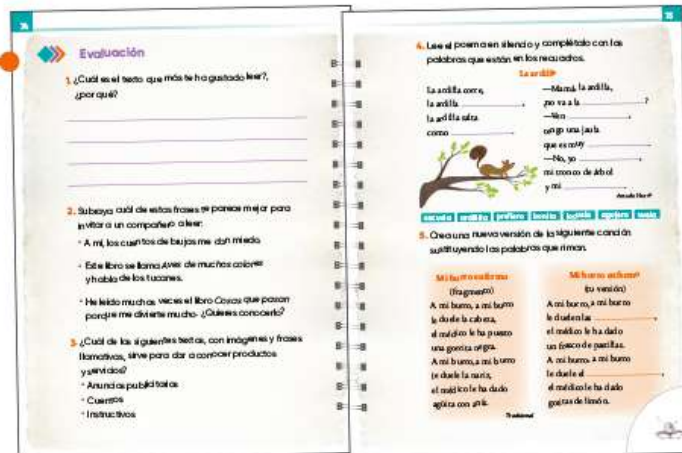 74
Evaluación
1. ¿Cuál es el texto que más te ha gustado leer?,
¿por qué?
2. Subraya cuál de estas frases te parece mejor para
invitar a un compañero a leer:
• A mí, los cuentos de brujas me dan miedo.
• Este libro se llama Aves de muchos colores
y habla de los tucanes.
• He leído muchas veces el libro Cosas que pasan
porque me divierte mucho. ¿Quieres conocerlo?
3. ¿Cuál de los siguientes textos, con imágenes y frases
llamativas, sirve para dar a conocer productos
y servicios?
• Anuncios publicitarios
• Cuentos
• Instructivos
75
4. Lee el poema en silencio y complétalo con las
palabras que están en los recuadros.
La ardilla
La ardilla corre,
la ardilla
la ardilla salta
como
—Mamá, la ardilla,
¿no va a la ?
—Ven
tengo una jaula
que es muy
—No, yo
mi tronco de árbol
y mi
Amado Nervo
escuela ardillita prefiero bonita agujero vuela
5. Crea una nueva versión de la siguiente canción
sustituyendo las palabras que riman.
Mi burro enfermo
(fragmento)
A mi burro, a mi burro
le duele la cabeza,
el médico le ha puesto
una gorrita negra.
A mi burro, a mi burro
le duele la nariz,
el médico le ha dado
agüita con anís.
Tradicional
Mi burro enfermo
(tu versión)
A mi burro, a mi burro
le duelen las
el médico le ha dado
un frasco de pastillas.
A mi burro, a mi burro
le duele el
el médico le ha dado
gotitas de limón.